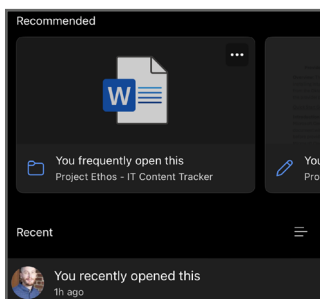 Recommended
W
You frequently open this
Project Ethos - IT Content Tracker
You
Pro
Recent
You recently opened this
1h ago